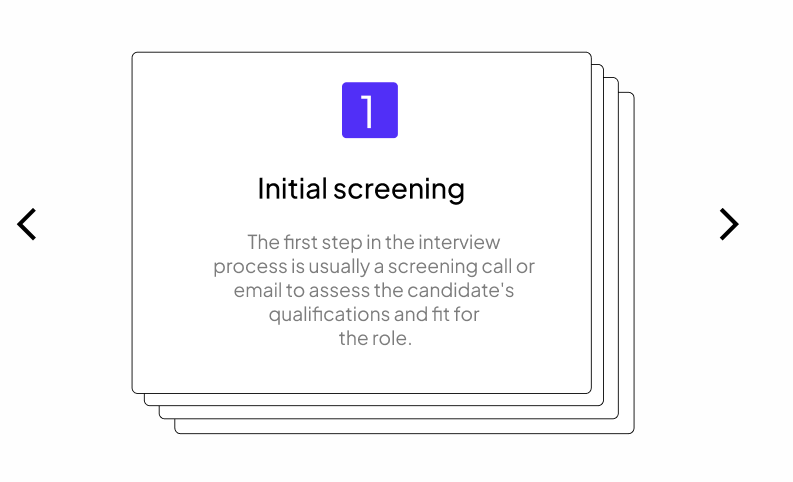 1
Initial screening
The first step in the interview
process is usually a screening call or
email to assess the candidate's
qualifications and fit for
the role.